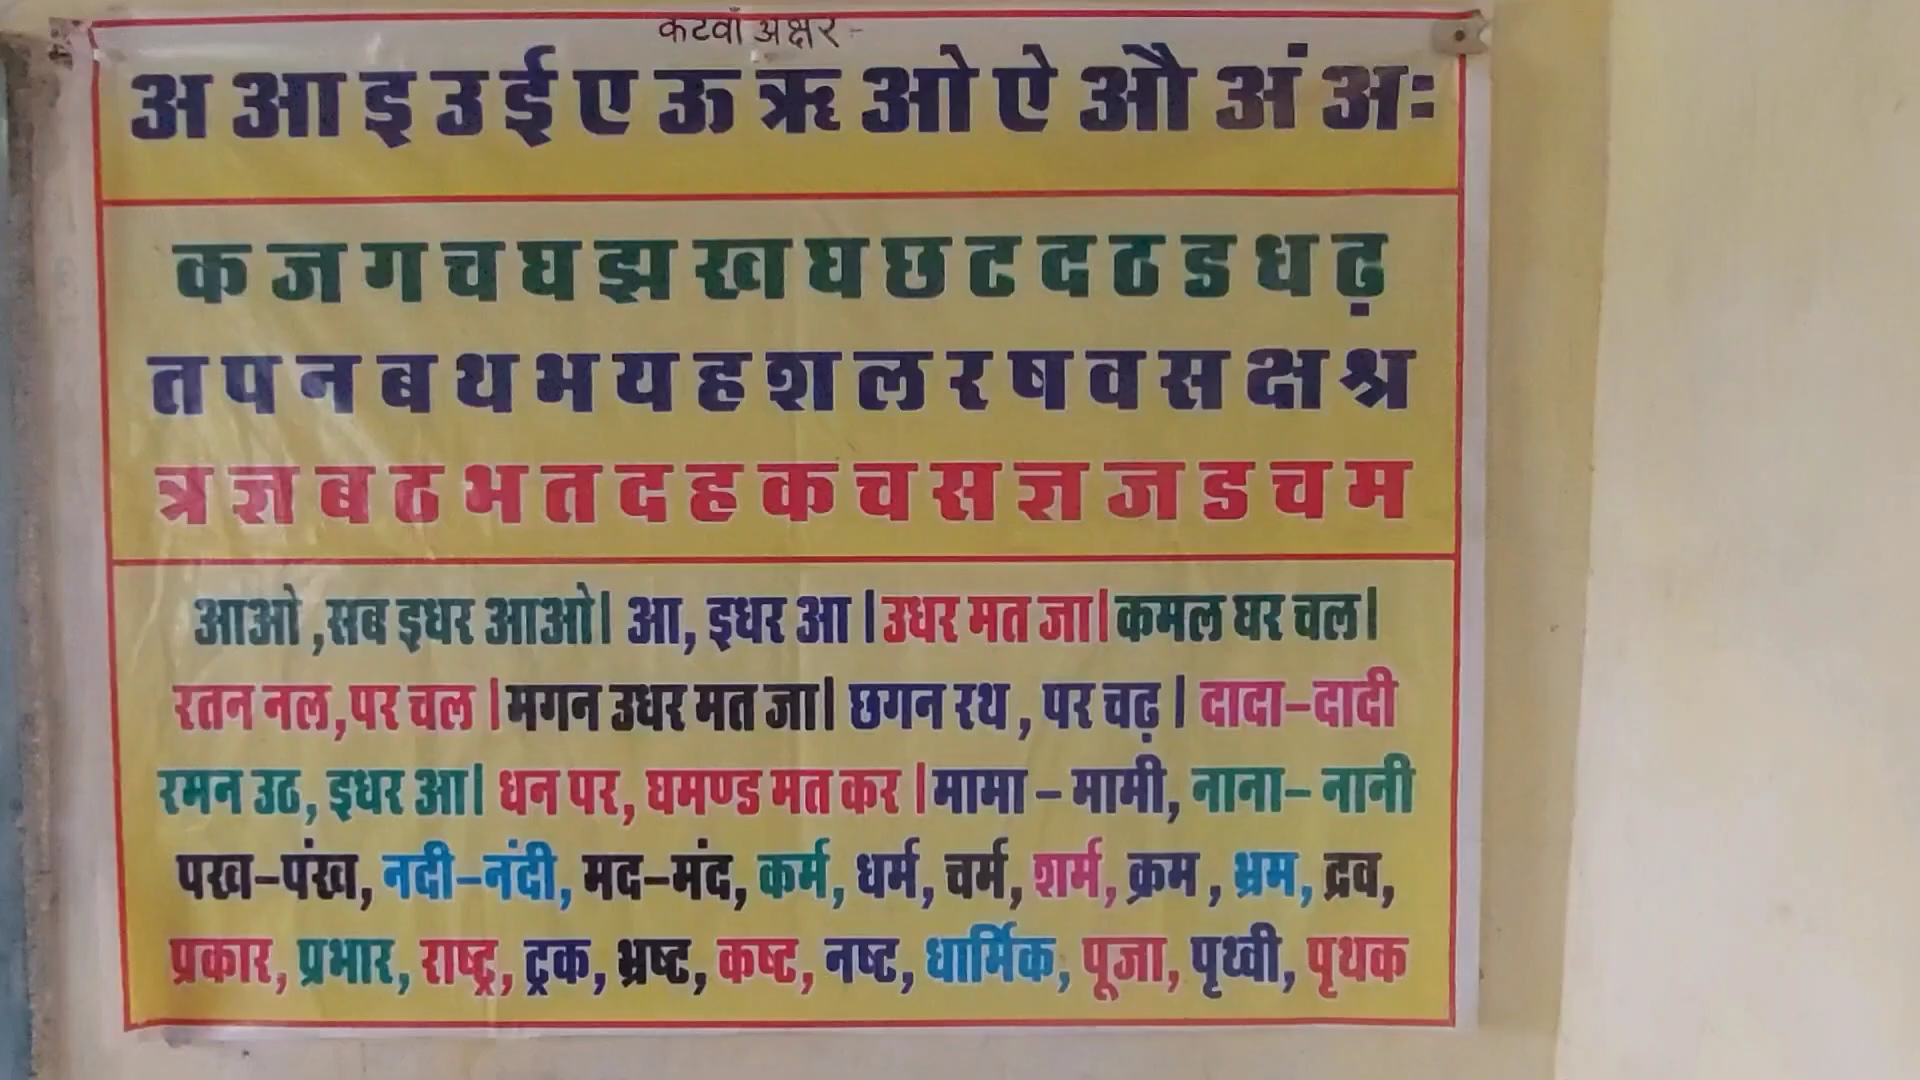 कटवाँ अक्षर -
अ आ इ उ ई ए ऊ ऋ ओ ऐ औ अं अः
क ज ग च घ झ ख घ छ ट द ठ ड ध ढ़
त प न ब थ भ य ह श ल र ष व स क्ष श्र
त्र ज्ञ ब ठ भ त द ह क च स ज्ञ ज ड च म
आओ ,सब इधर आओ। आ, इधर आ ।उधर मत जा।कमल घर चल।
रतन नल,पर चल ।मगन उधर मत जा। छगन रथ , पर चढ़ । दादा-दादी
रमन उठ, इधर आ। धन पर, घमण्ड मत कर ।मामा - मामी, नाना- नानी
पख-पंख, नदी-नंदी, मद-मंद, कर्म, धर्म, चर्म, शर्म, क्रम , भ्रम, द्रव,
प्रकार, प्रभार, राष्ट्र, ट्रक, भ्रष्ट, कष्ट, नष्ट, धार्मिक, पूजा, पृथ्वी, पृथक